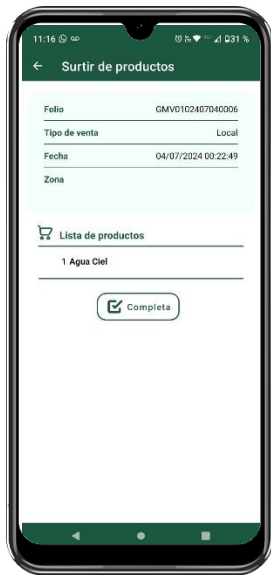 11:16 31 %
Surtir de productos
Folio GMV0102407040006
Tipo de venta Local
Fecha 04/07/2024 00:22:49
Zona
Lista de productos
1 Agua Ciel
Completa